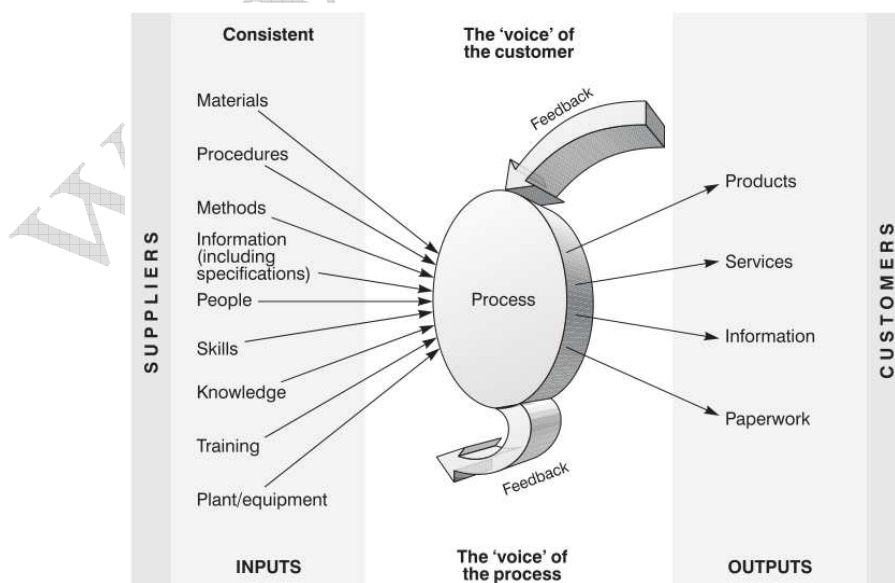 Consistent
The 'voice' of
the customer
SUPPLIERS
Materials
Procedures
Methods
Information
(including
specifications)
People
Skills
Knowledge
Training
Plant/equipment
INPUTS
Feedback
Process
Feedback
The 'voice' of
the process
Products
Services
Information
Paperwork
OUTPUTS
CUSTOMERS